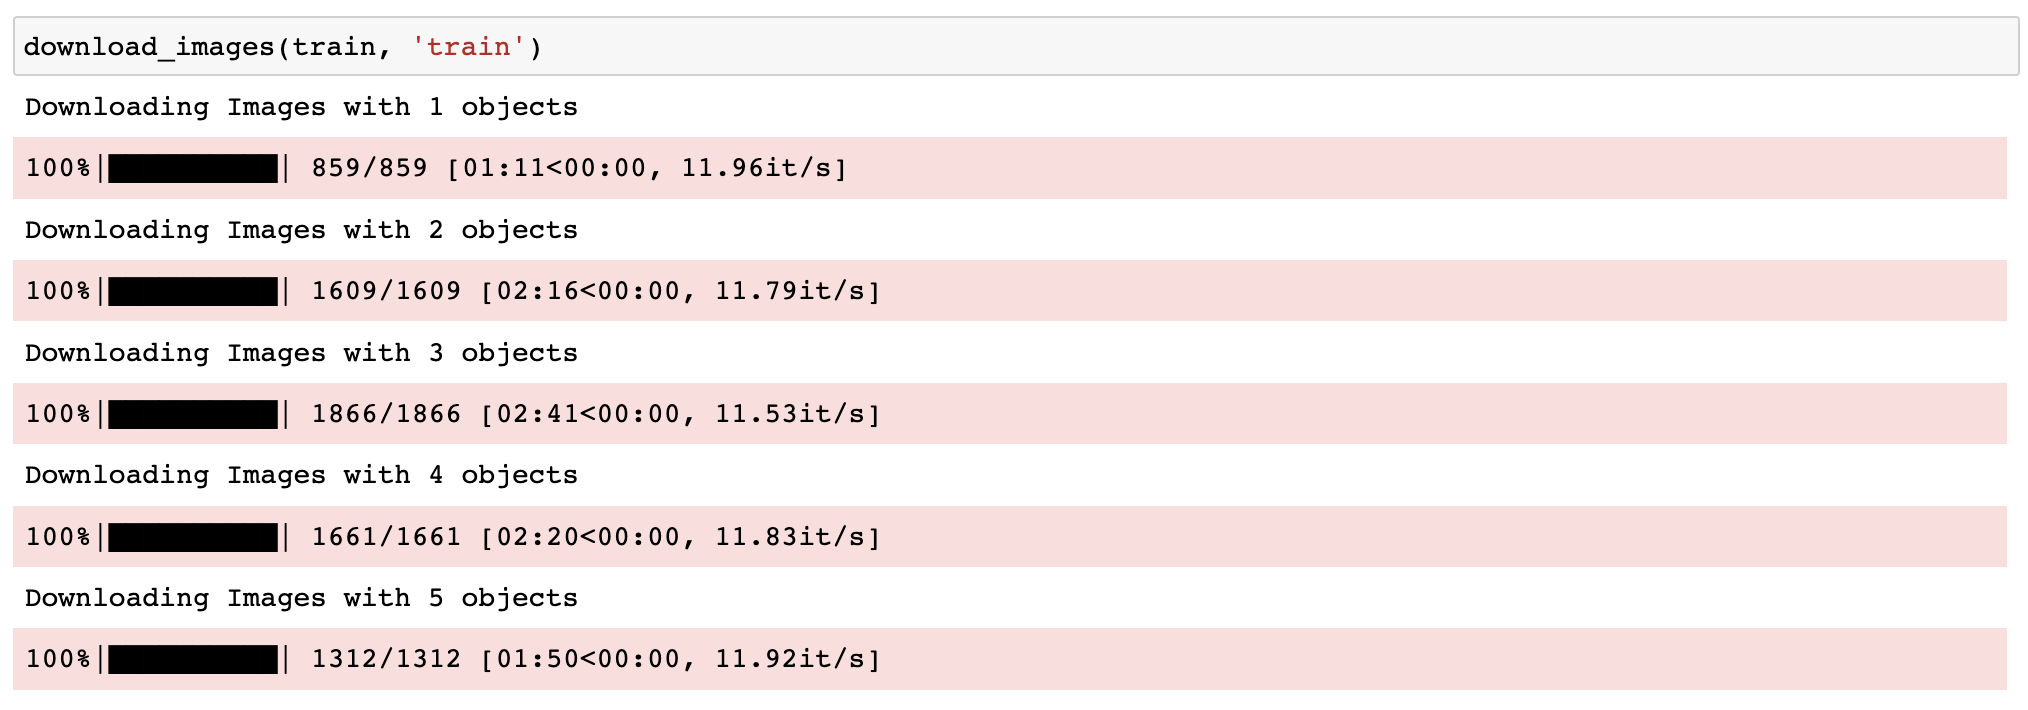 download_images(train, 'train')
Downloading Images with 1 objects
100%|██████████| 859/859 [01:11<00:00, 11.96it/s]
Downloading Images with 2 objects
100%|██████████| 1609/1609 [02:16<00:00, 11.79it/s]
Downloading Images with 3 objects
100%|██████████| 1866/1866 [02:41<00:00, 11.53it/s]
Downloading Images with 4 objects
100%|██████████| 1661/1661 [02:20<00:00, 11.83it/s]
Downloading Images with 5 objects
100%|██████████| 1312/1312 [01:50<00:00, 11.92it/s]